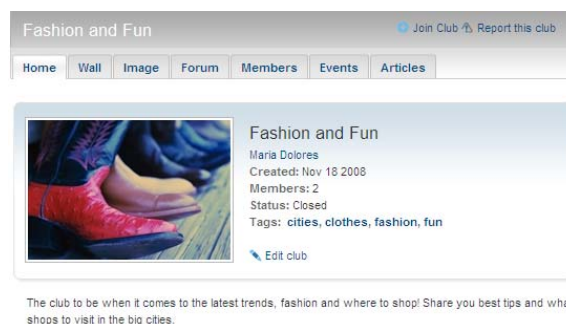 Fashion and Fun
Join Club Report this club
Home Wall Image Forum Members Events Articles
Fashion and Fun
Maria Dolores
Created: Nov 18 2008
Members: 2
Status: Closed
Tags: cities, clothes, fashion, fun
Edit club
The club to be when it comes to the latest trends, fashion and where to shop! Share you best tips and
shops to visit in the big cities.